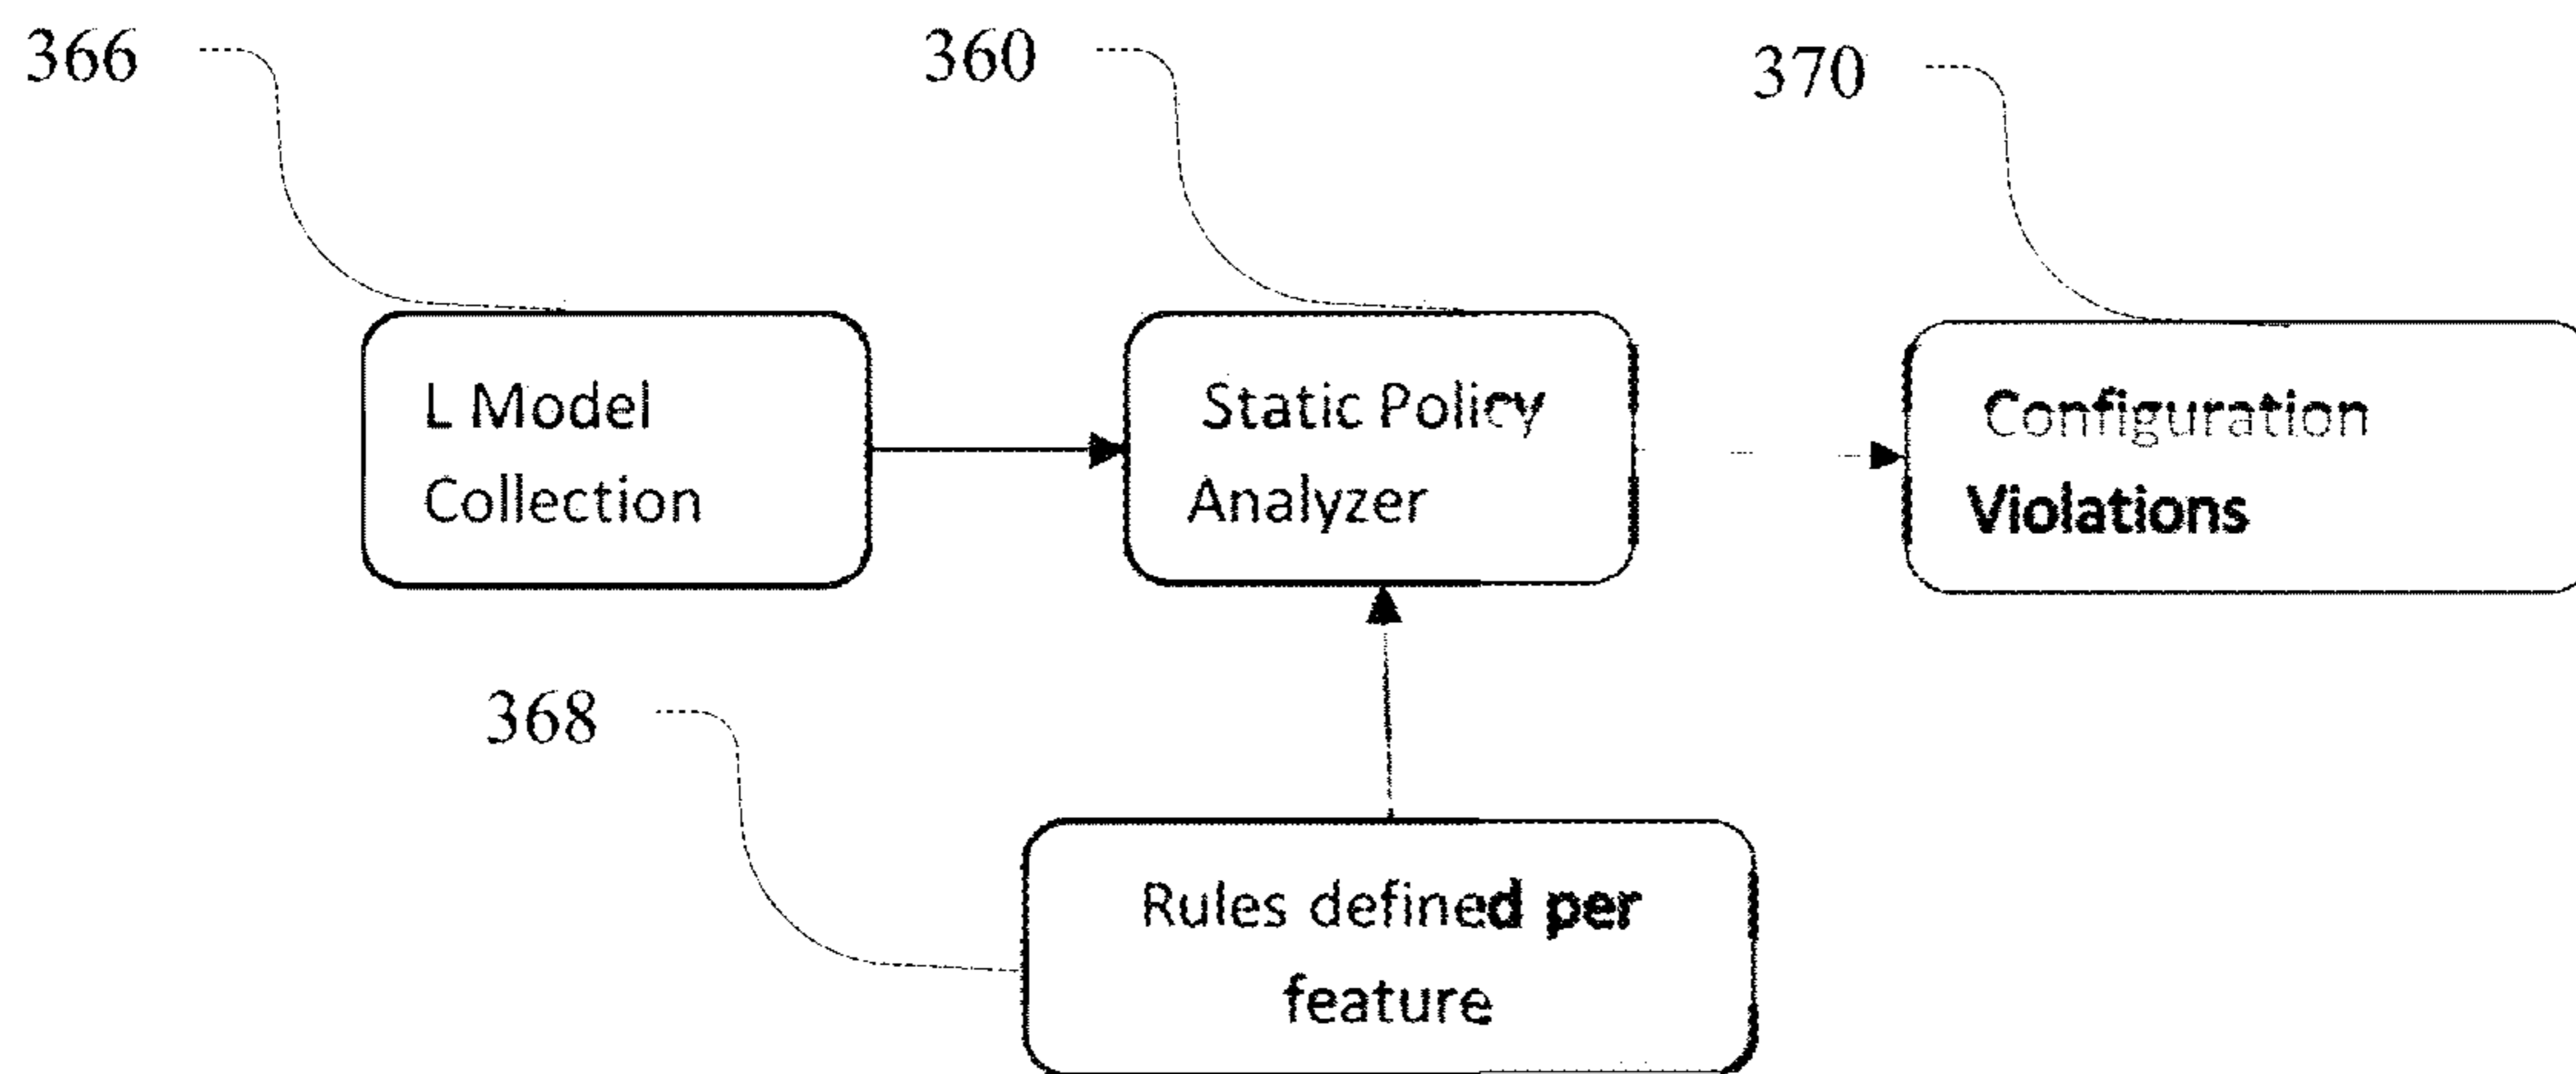 366
360
370
L Model
Collection
Static Policy
Analyzer
Configuration
Violations
368
Rules defined per
feature